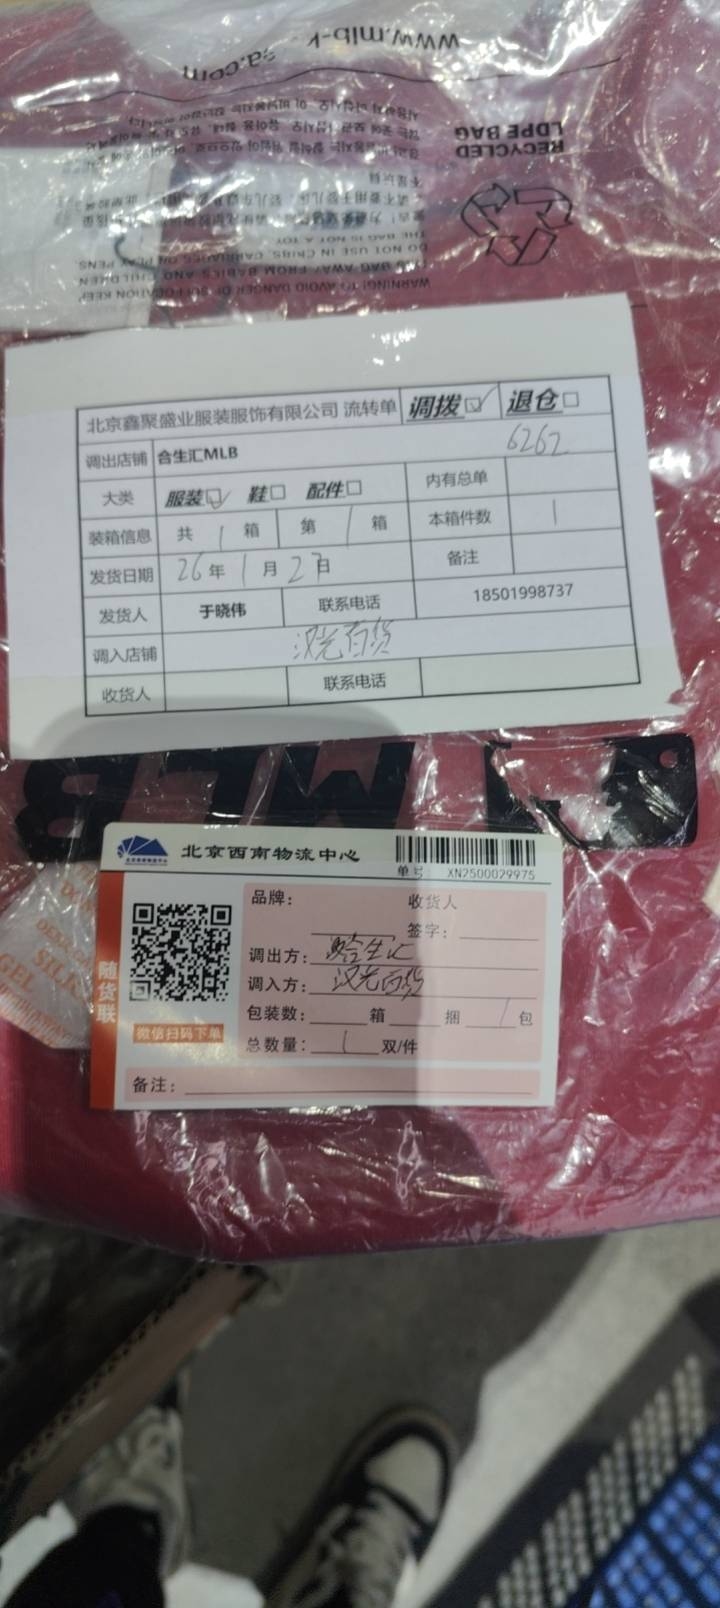 www.mlb-k
sa.com
RECYCLED
LDPE BAG
WARNING! TO AVOID DANGER OF SUFFOCATION KEEP
THIS BAG AWAY FROM BABIES AND CHILDREN.
DO NOT USE IN CRIBS, CARRIAGES OR PLAY PENS.
THE BAG IS NOT A TOY
北京鑫聚盛业服装服饰有限公司 流转单 调拨☑ 退仓☐
调出店铺 合生汇MLB 6262
大类 服装☑ 鞋☐ 配件☐ 内有总单
装箱信息 共 1 箱 第 1 箱 本箱件数 1
发货日期 26年1月27日 备注
发货人 于晓伟 联系电话 18501998737
调入店铺 汉光百货
收货人 联系电话
MLB
北京西南物流中心
单号: XN2500029975
随货联
微信扫码下单
品牌: 收货人
签字:
调出方: 合生汇
调入方: 汉光百货
包装数: 箱 捆 1 包
总数量: 1 双/件
备注:
SILI
GEL